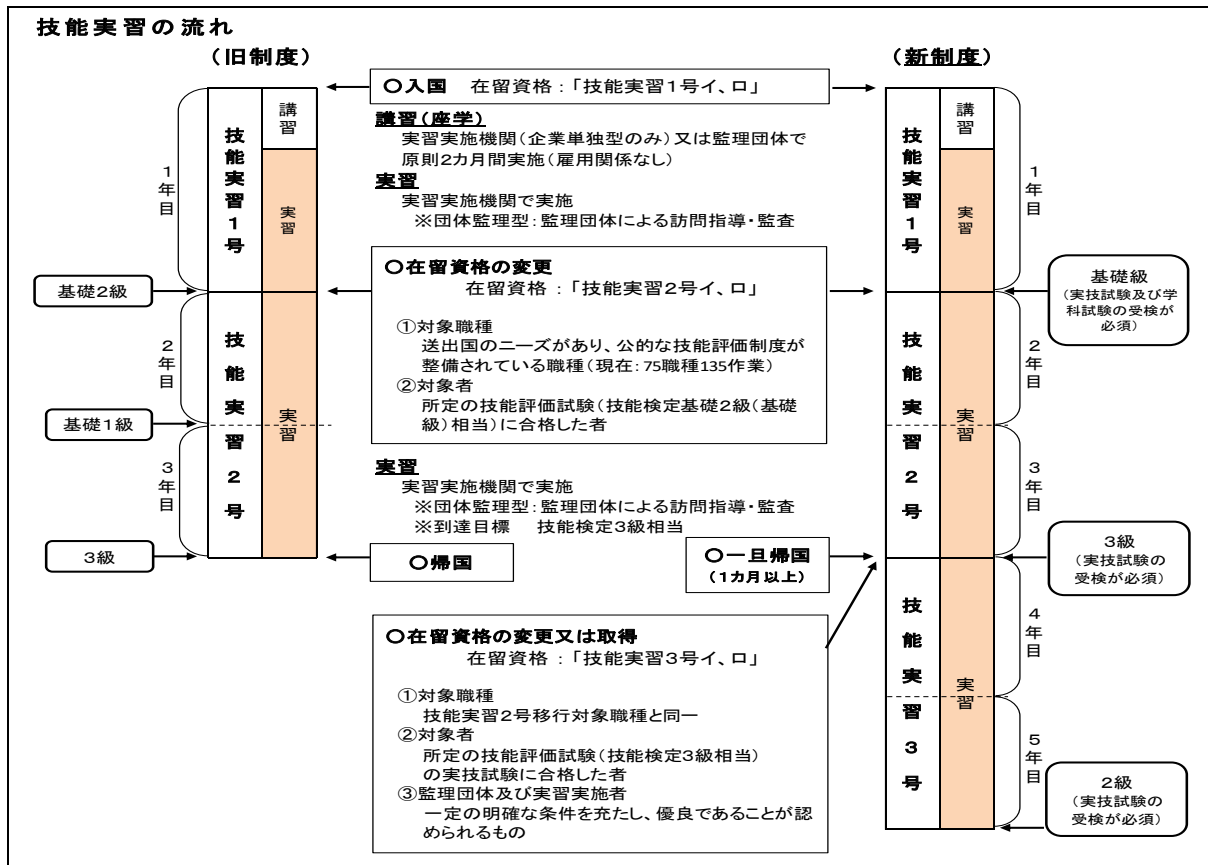 技能実習の流れ
（旧制度）
（新制度）
○入国　在留資格：「技能実習１号イ、ロ」
講習（座学）
実習実施機関（企業単独型のみ）又は監理団体で
原則２カ月間実施（雇用関係なし）
実習
実習実施機関で実施
※団体監理型：監理団体による訪問指導・監査
○在留資格の変更
在留資格：「技能実習２号イ、ロ」
①対象職種
送出国のニーズがあり、公的な技能評価制度が
整備されている職種（現在：75職種135作業）
②対象者
所定の技能評価試験（技能検定基礎２級（基礎
級）相当）に合格した者
実習
実習実施機関で実施
※団体監理型：監理団体による訪問指導・監査
※到達目標　技能検定３級相当
○帰国
○一旦帰国
（１カ月以上）
○在留資格の変更又は取得
在留資格：「技能実習３号イ、ロ」
①対象職種
技能実習２号移行対象職種と同一
②対象者
所定の技能評価試験（技能検定３級相当）
の実技試験に合格した者
③監理団体及び実習実施者
一定の明確な条件を充たし、優良であることが認
められるもの
１年目
２年目
３年目
基礎２級
基礎１級
３級
技能実習１号
講習
実習
技能実習２号
実習
技能実習１号
講習
実習
技能実習２号
実習
技能実習３号
実習
１年目
２年目
３年目
４年目
５年目
基礎級
（実技試験及び学
科試験の受検が
必須）
３級
（実技試験の
受検が必須）
２級
（実技試験の
受検が必須）